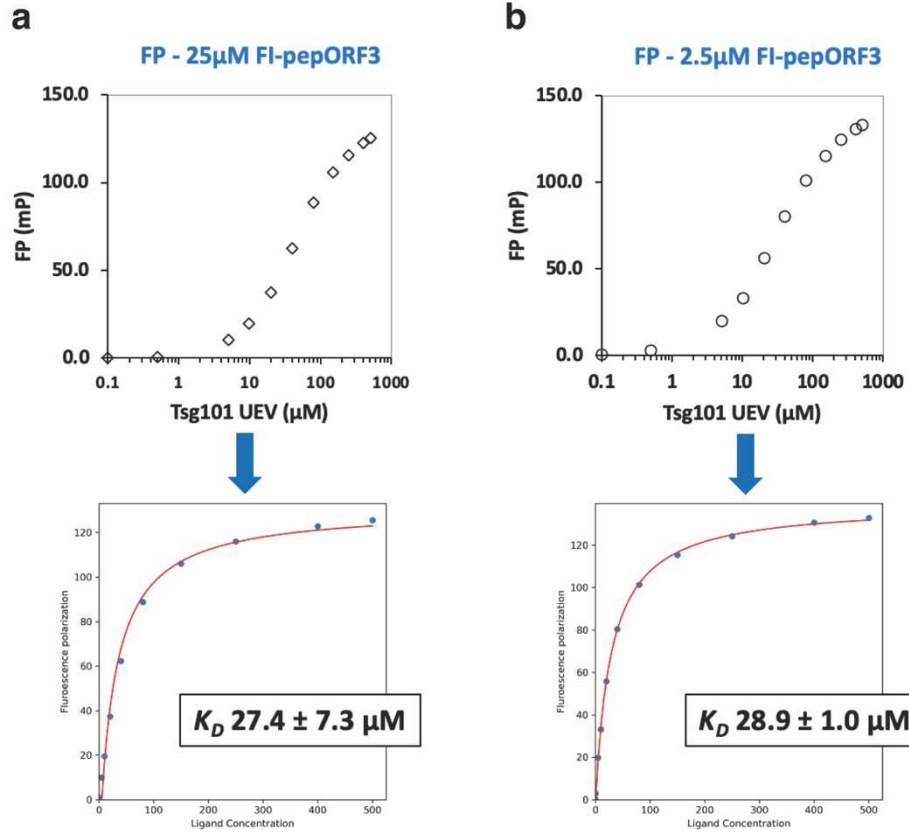 a
FP - 25µM FI-pepORF3
150.0
100.0
50.0
0.0
FP (mP)
0.1 1 10 100 1000
Tsg101 UEV (µM)
120
100
80
60
40
20
0
Fluroescence polarization
K_D 27.4 ± 7.3 µM
0 100 200 300 400 500
Ligand Concentration
b
FP - 2.5µM FI-pepORF3
150.0
100.0
50.0
0.0
FP (mP)
0.1 1 10 100 1000
Tsg101 UEV (µM)
120
100
80
60
40
20
0
Fluroescence polarization
K_D 28.9 ± 1.0 µM
0 100 200 300 400 500
Ligand Concentration